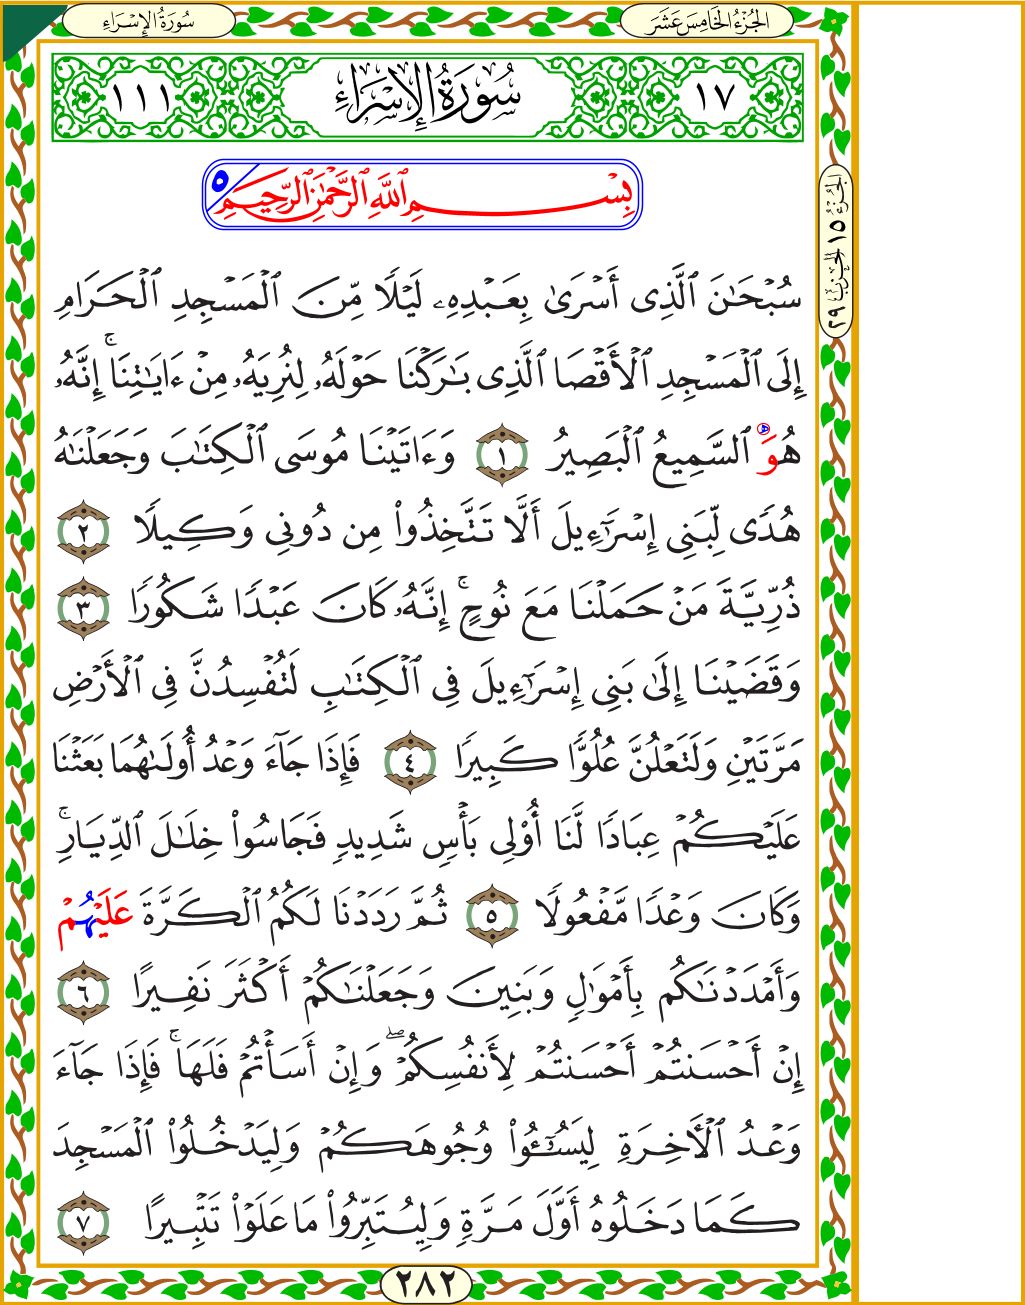 سُورَةُ الإِسْرَاءِ
الجُزْءُ الخَامِسَ عَشَرَ
١٧ سُورَةُ الإِسْرَاءِ ١١١
بِسْمِ ٱللَّهِ ٱلرَّحْمَٰنِ ٱلرَّحِيمِ ٥
الجُزْءُ ١٥ الحِزْبُ ٢٩
سُبْحَٰنَ ٱلَّذِى أَسْرَىٰ بِعَبْدِهِۦ لَيْلًا مِّنَ ٱلْمَسْجِدِ ٱلْحَرَامِ
إِلَى ٱلْمَسْجِدِ ٱلْأَقْصَا ٱلَّذِى بَٰرَكْنَا حَوْلَهُۥ لِنُرِيَهُۥ مِنْ ءَايَٰتِنَا ۚ إِنَّهُۥ
هُوَ ٱلسَّمِيعُ ٱلْبَصِيرُ ١ وَءَاتَيْنَا مُوسَى ٱلْكِتَٰبَ وَجَعَلْنَٰهُ
هُدًى لِّبَنِى إِسْرَٰٓءِيلَ أَلَّا تَتَّخِذُوا۟ مِن دُونِى وَكِيلًا ٢
ذُرِّيَّةَ مَنْ حَمَلْنَا مَعَ نُوحٍ ۚ إِنَّهُۥ كَانَ عَبْدًا شَكُورًا ٣
وَقَضَيْنَا إِلَىٰ بَنِى إِسْرَٰٓءِيلَ فِى ٱلْكِتَٰبِ لَتُفْسِدُنَّ فِى ٱلْأَرْضِ
مَرَّتَيْنِ وَلَتَعْلُنَّ عُلُوًّا كَبِيرًا ٤ فَإِذَا جَآءَ وَعْدُ أُولَىٰهُمَا بَعَثْنَا
عَلَيْكُمْ عِبَادًا لَّنَا أُو۟لِى بَأْسٍ شَدِيدٍ فَجَاسُوا۟ خِلَٰلَ ٱلدِّيَارِ ۚ
وَكَانَ وَعْدًا مَّفْعُولًا ٥ ثُمَّ رَدَدْنَا لَكُمُ ٱلْكَرَّةَ عَلَيْهُمْ
وَأَمْدَدْنَٰكُم بِأَمْوَٰلٍ وَبَنِينَ وَجَعَلْنَٰكُمْ أَكْثَرَ نَفِيرًا ٦
إِنْ أَحْسَنتُمْ أَحْسَنتُمْ لِأَنفُسِكُمْ ۖ وَإِنْ أَسَأْتُمْ فَلَهَا ۚ فَإِذَا جَآءَ
وَعْدُ ٱلْأَخِرَةِ لِيَسُۥٓـُٔوا۟ وُجُوهَكُمْ وَلِيَدْخُلُوا۟ ٱلْمَسْجِدَ
كَمَا دَخَلُوهُ أَوَّلَ مَرَّةٍ وَلِيُتَبِّرُوا۟ مَا عَلَوْا۟ تَتْبِيرًا ٧
٢٨٢